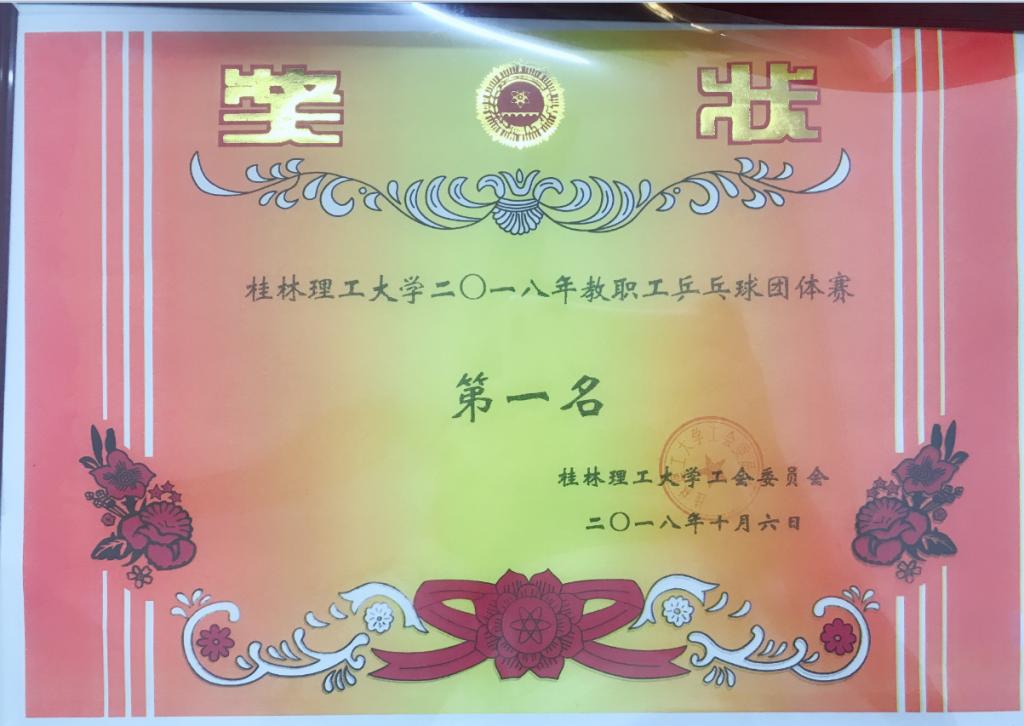 奖状
桂林理工大学二〇一八年教职工乒乓球团体赛
第一名
桂林理工大学工会委员会
二〇一八年十月六日